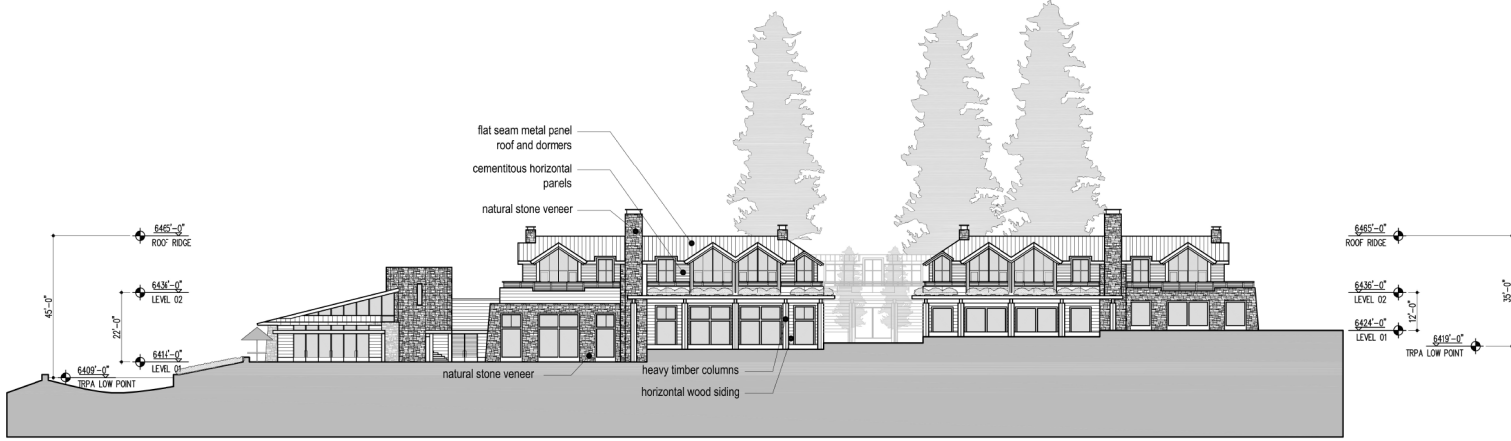 flat seam metal panel
roof and dormers
cementitous horizontal
panels
natural stone veneer
6465'-0"
ROOF RIDGE
6436'-0"
LEVEL 02
45'-0"
22'-0"
6414'-0"
LEVEL 01
6409'-0"
TRPA LOW POINT
natural stone veneer
heavy timber columns
horizontal wood siding
6465'-0"
ROOF RIDGE
6436'-0"
LEVEL 02
12'-0"
35'-0"
6424'-0"
LEVEL 01
6419'-0"
TRPA LOW POINT